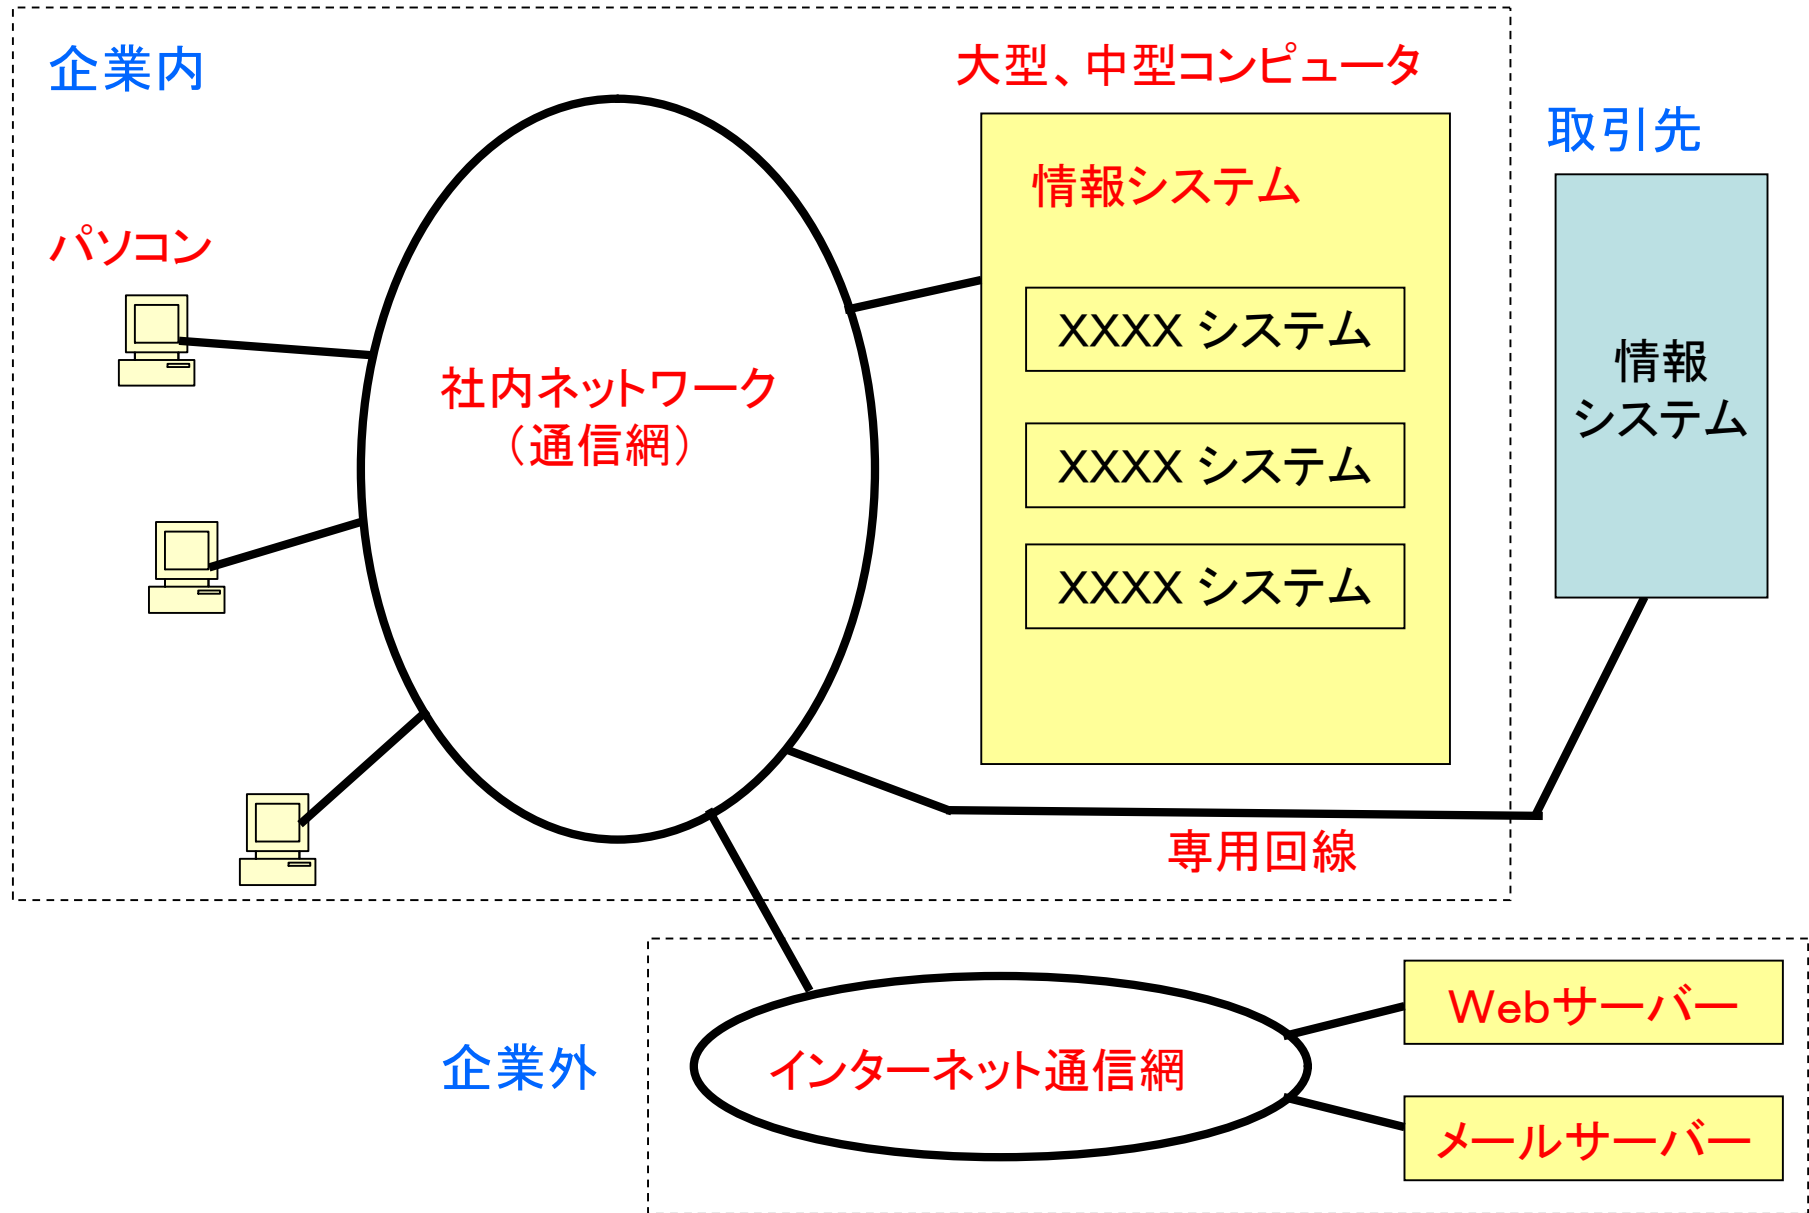 企業内
大型、中型コンピュータ
取引先
情報システム
パソコン
XXXX システム
情報
システム
社内ネットワーク
（通信網）
XXXX システム
XXXX システム
専用回線
Webサーバー
企業外
インターネット通信網
メールサーバー